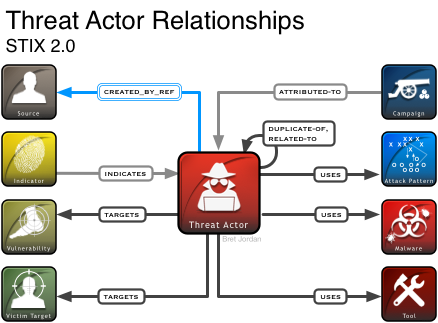 Threat Actor Relationships
STIX 2.0
Source
CREATED_BY_REF
ATTRIBUTED-TO
Campaign
DUPLICATE-OF,
RELATED-TO
Indicator
INDICATES
USES
Attack Pattern
X X X X
X X
Threat Actor
Bret Jordan
Vulnerability
TARGETS
USES
Malware
Victim Target
TARGETS
USES
Tool